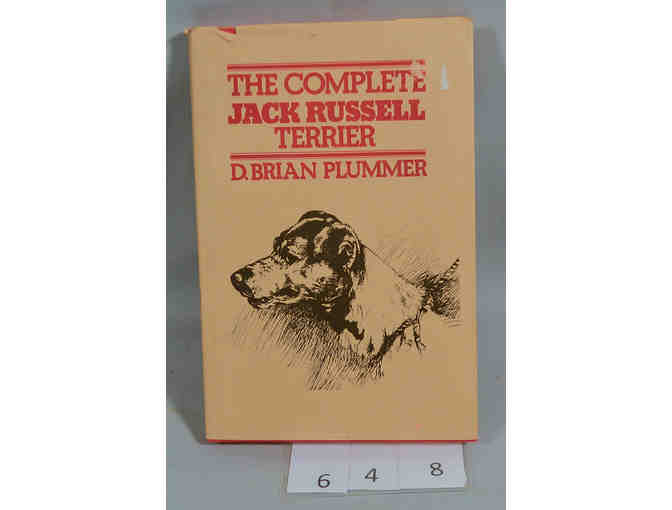 THE COMPLETE
JACK RUSSELL
TERRIER
D. BRIAN PLUMMER
6 4 8